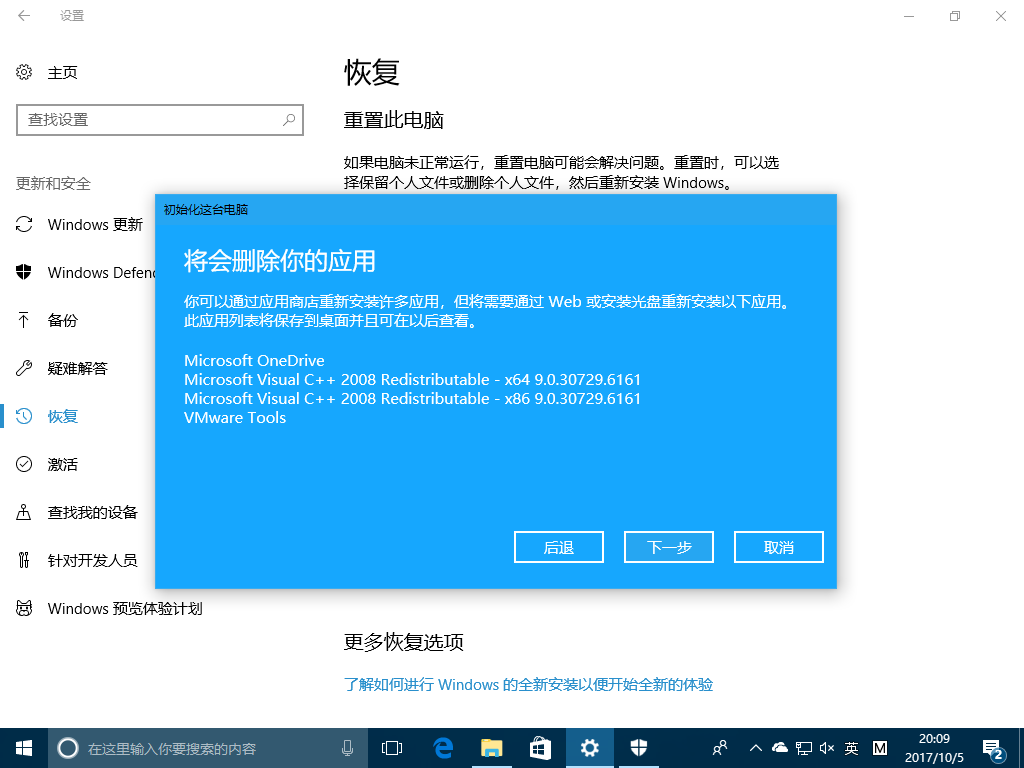 设置
主页
查找设置
更新和安全
Windows 更新
Windows Defend
备份
疑难解答
恢复
激活
查找我的设备
针对开发人员
Windows 预览体验计划
恢复
重置此电脑
如果电脑未正常运行，重置电脑可能会解决问题。重置时，可以选
择保留个人文件或删除个人文件，然后重新安装 Windows。
初始化这台电脑
将会删除你的应用
你可以通过应用商店重新安装许多应用，但将需要通过 Web 或安装光盘重新安装以下应用。
此应用列表将保存到桌面并且可在以后查看。
Microsoft OneDrive
Microsoft Visual C++ 2008 Redistributable - x64 9.0.30729.6161
Microsoft Visual C++ 2008 Redistributable - x86 9.0.30729.6161
VMware Tools
后退
下一步
取消
更多恢复选项
了解如何进行 Windows 的全新安装以便开始全新的体验
在这里输入你要搜索的内容
英
M
20:09
2017/10/5
2